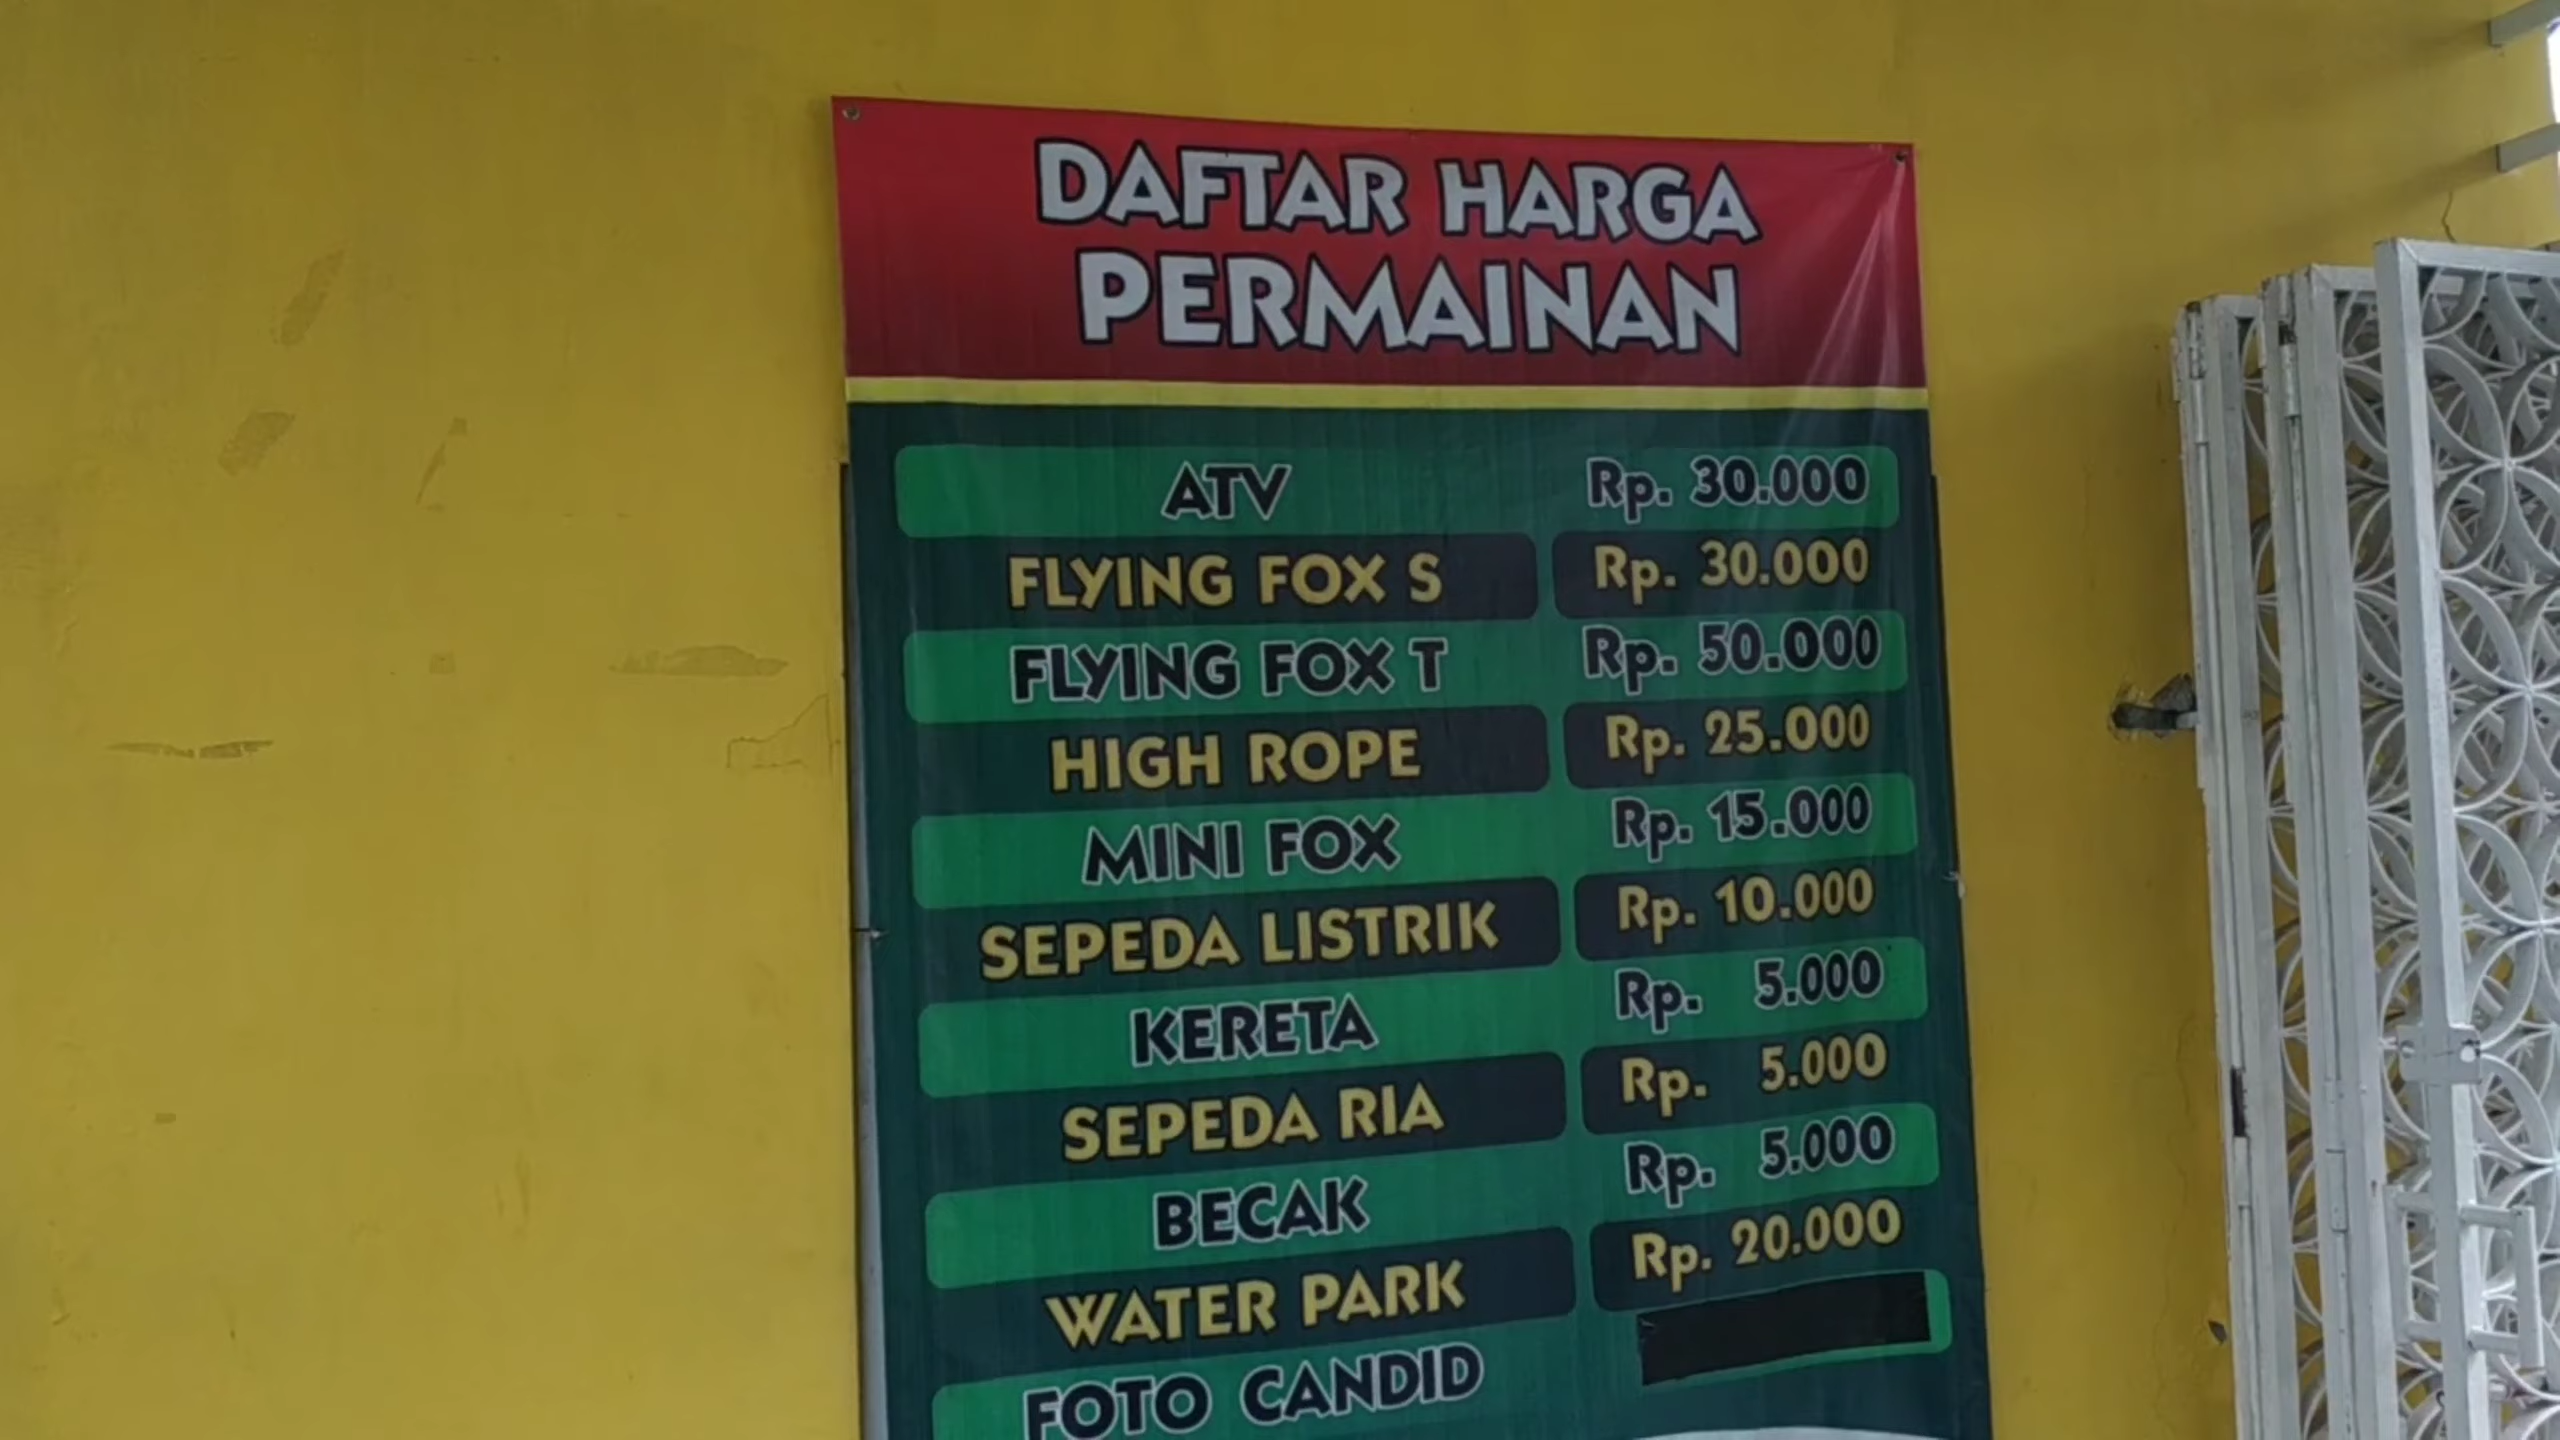 DAFTAR HARGA
PERMAINAN
ATV Rp. 30.000
FLYING FOX S Rp. 30.000
FLYING FOX T Rp. 50.000
HIGH ROPE Rp. 25.000
MINI FOX Rp. 15.000
SEPEDA LISTRIK Rp. 10.000
KERETA Rp. 5.000
SEPEDA RIA Rp. 5.000
BECAK Rp. 5.000
WATER PARK Rp. 20.000
FOTO CANDID